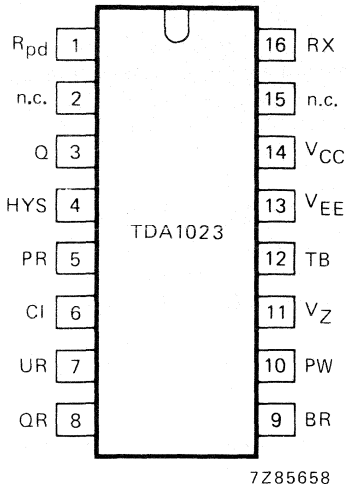 Rpd 1 16 RX
n.c. 2 15 n.c.
Q 3 14 VCC
HYS 4 13 VEE
TDA1023
PR 5 12 TB
CI 6 11 VZ
UR 7 10 PW
QR 8 9 BR
7Z85658